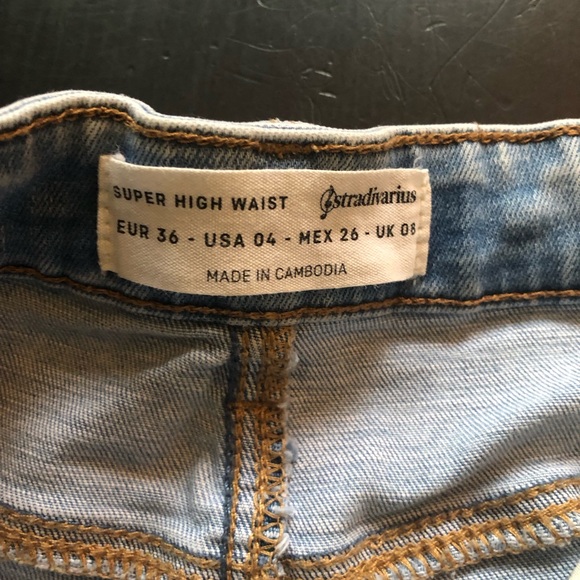 SUPER HIGH WAIST Stradivarius
EUR 36 - USA 04 - MEX 26 - UK 08
MADE IN CAMBODIA